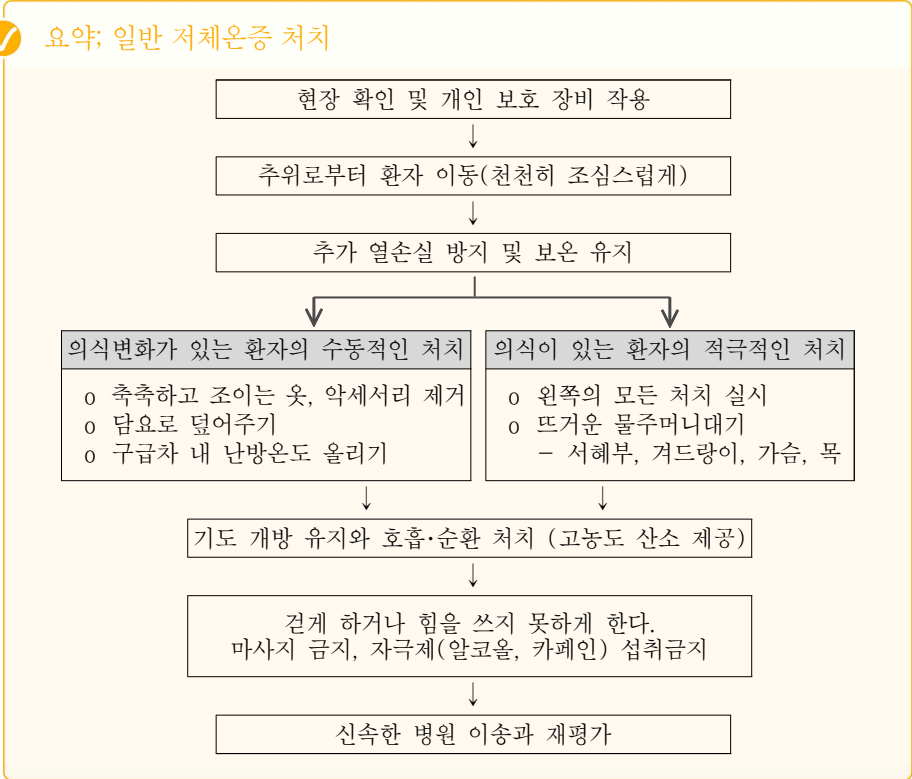 요약; 일반 저체온증 처치
현장 확인 및 개인 보호 장비 작용
↓
추위로부터 환자 이동(천천히 조심스럽게)
↓
추가 열손실 방지 및 보온 유지
의식변화가 있는 환자의 수동적인 처치
o 축축하고 조이는 옷, 악세서리 제거
o 담요로 덮어주기
o 구급차 내 난방온도 올리기
의식이 있는 환자의 적극적인 처치
o 왼쪽의 모든 처치 실시
o 뜨거운 물주머니대기
- 서혜부, 겨드랑이, 가슴, 목
↓ ↓
기도 개방 유지와 호흡·순환 처치 (고농도 산소 제공)
↓
걷게 하거나 힘을 쓰지 못하게 한다.
마사지 금지, 자극제(알코올, 카페인) 섭취금지
↓
신속한 병원 이송과 재평가